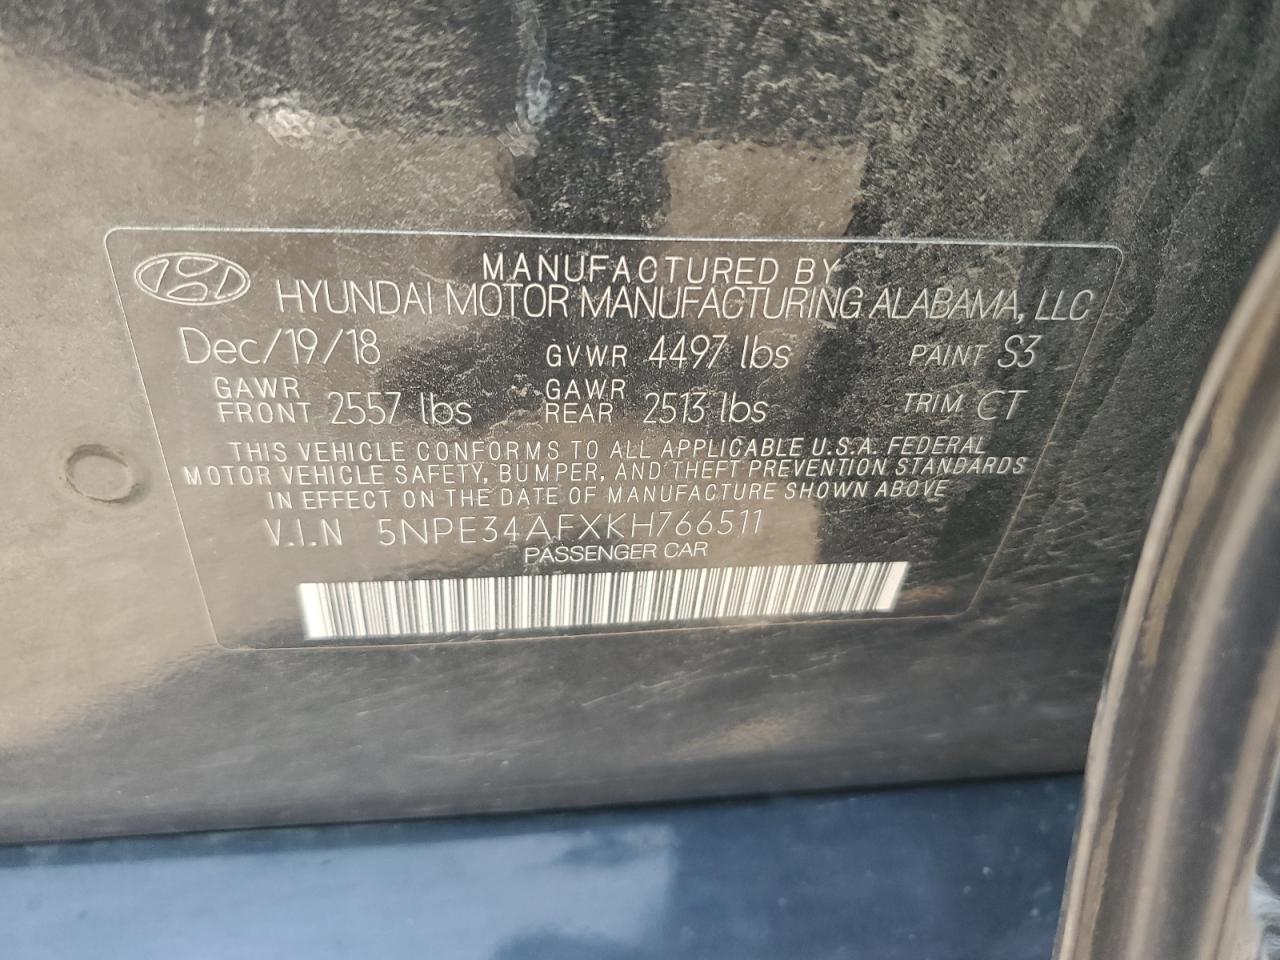 MANUFACTURED BY
HYUNDAI MOTOR MANUFACTURING ALABAMA, LLC
Dec/19/18 GVWR 4497 lbs PAINT S3
GAWR FRONT 2557 lbs GAWR REAR 2513 lbs TRIM CT
THIS VEHICLE CONFORMS TO ALL APPLICABLE U.S.A. FEDERAL
MOTOR VEHICLE SAFETY, BUMPER, AND THEFT PREVENTION STANDARDS
IN EFFECT ON THE DATE OF MANUFACTURE SHOWN ABOVE
V.I.N 5NPE34AFXKH766511
PASSENGER CAR